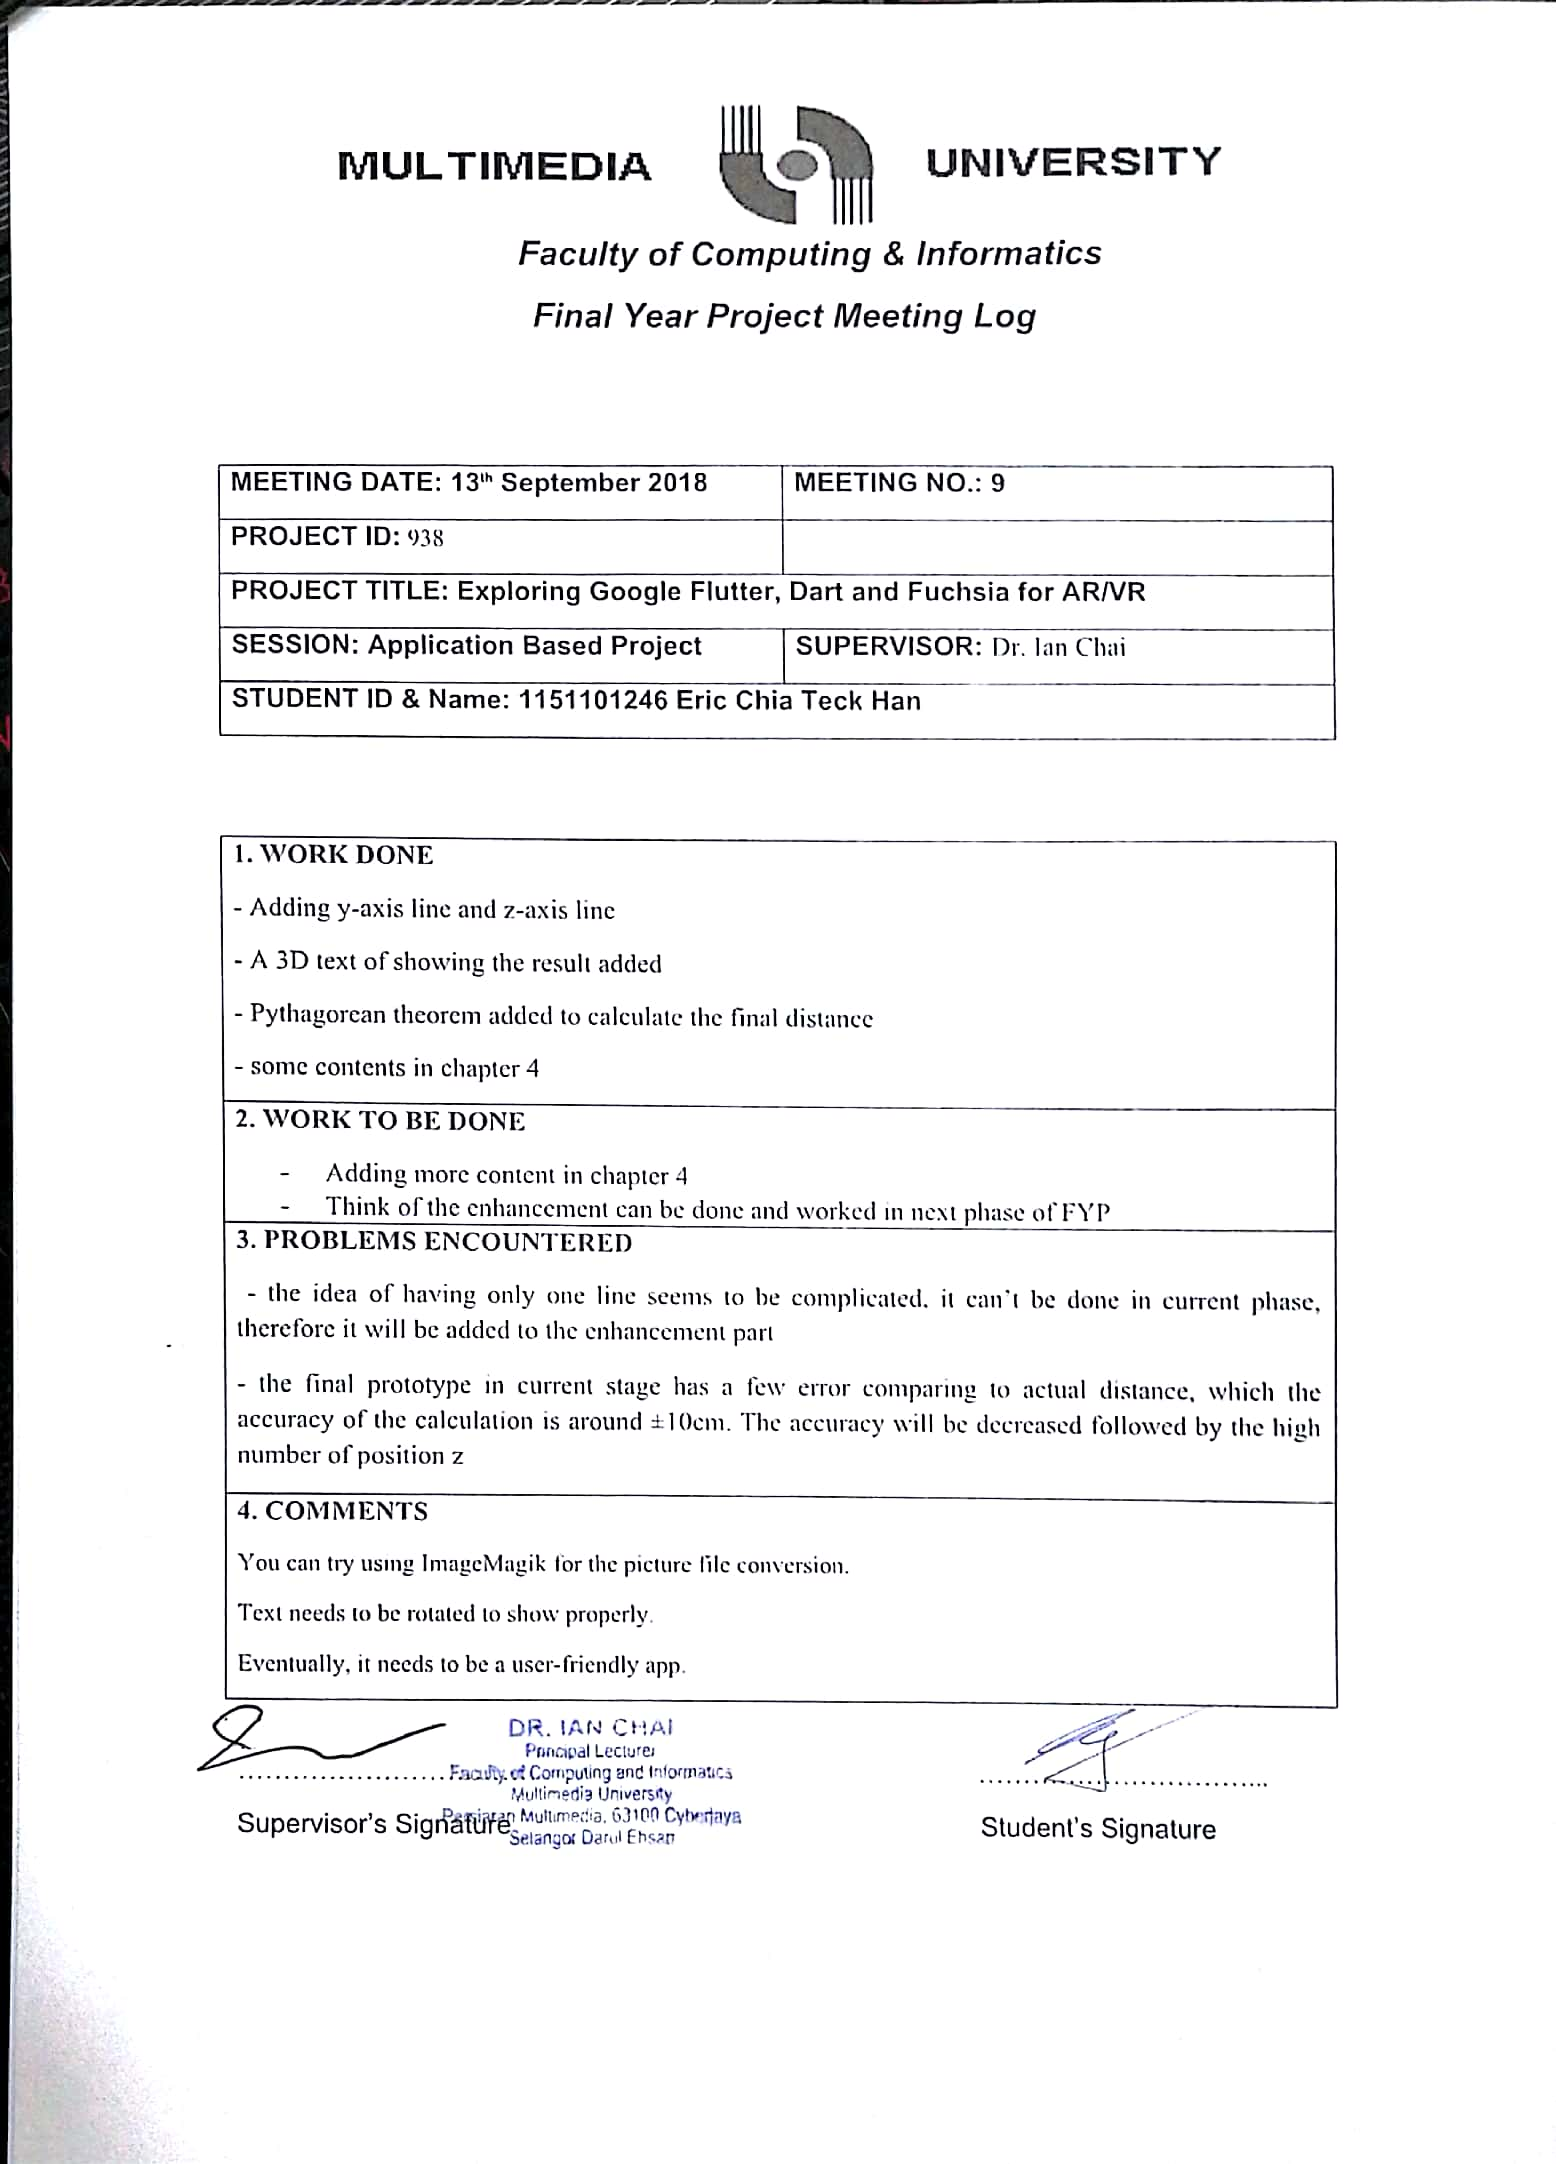 MULTIMEDIA UNIVERSITY
Faculty of Computing & Informatics
Final Year Project Meeting Log
MEETING DATE: 13th September 2018 MEETING NO.: 9
PROJECT ID: 938
PROJECT TITLE: Exploring Google Flutter, Dart and Fuchsia for AR/VR
SESSION: Application Based Project SUPERVISOR: Dr. Ian Chai
STUDENT ID & Name: 1151101246 Eric Chia Teck Han
1. WORK DONE
- Adding y-axis line and z-axis line
- A 3D text of showing the result added
- Pythagorean theorem added to calculate the final distance
- some contents in chapter 4
2. WORK TO BE DONE
- Adding more content in chapter 4
- Think of the enhancement can be done and worked in next phase of FYP
3. PROBLEMS ENCOUNTERED
- the idea of having only one line seems to be complicated, it can't be done in current phase,
therefore it will be added to the enhancement part
- the final prototype in current stage has a few error comparing to actual distance, which the
accuracy of the calculation is around ±10cm. The accuracy will be decreased followed by the high
number of position z
4. COMMENTS
You can try using ImageMagik for the picture file conversion.
Text needs to be rotated to show properly.
Eventually, it needs to be a user-friendly app.
DR. IAN CHAI
Principal Lecturer
Faculty of Computing and Informatics
Multimedia University
Persiaran Multimedia, 63100 Cyberjaya
Selangor Darul Ehsan
Supervisor's Signature
Student's Signature